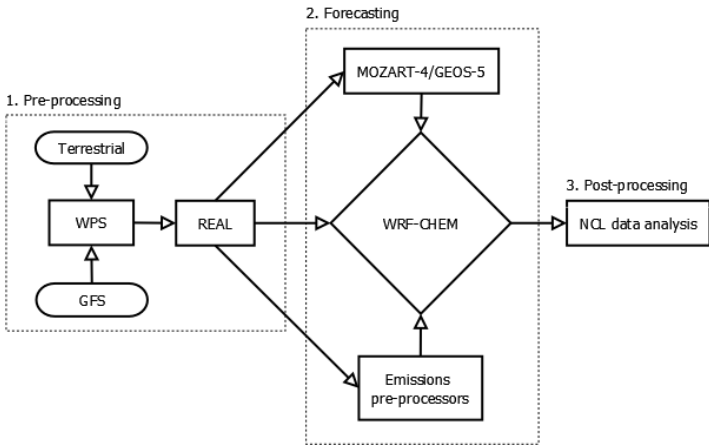 1. Pre-processing
Terrestrial
WPS
GFS
REAL
2. Forecasting
MOZART-4/GEOS-5
WRF-CHEM
Emissions
pre-processors
3. Post-processing
NCL data analysis